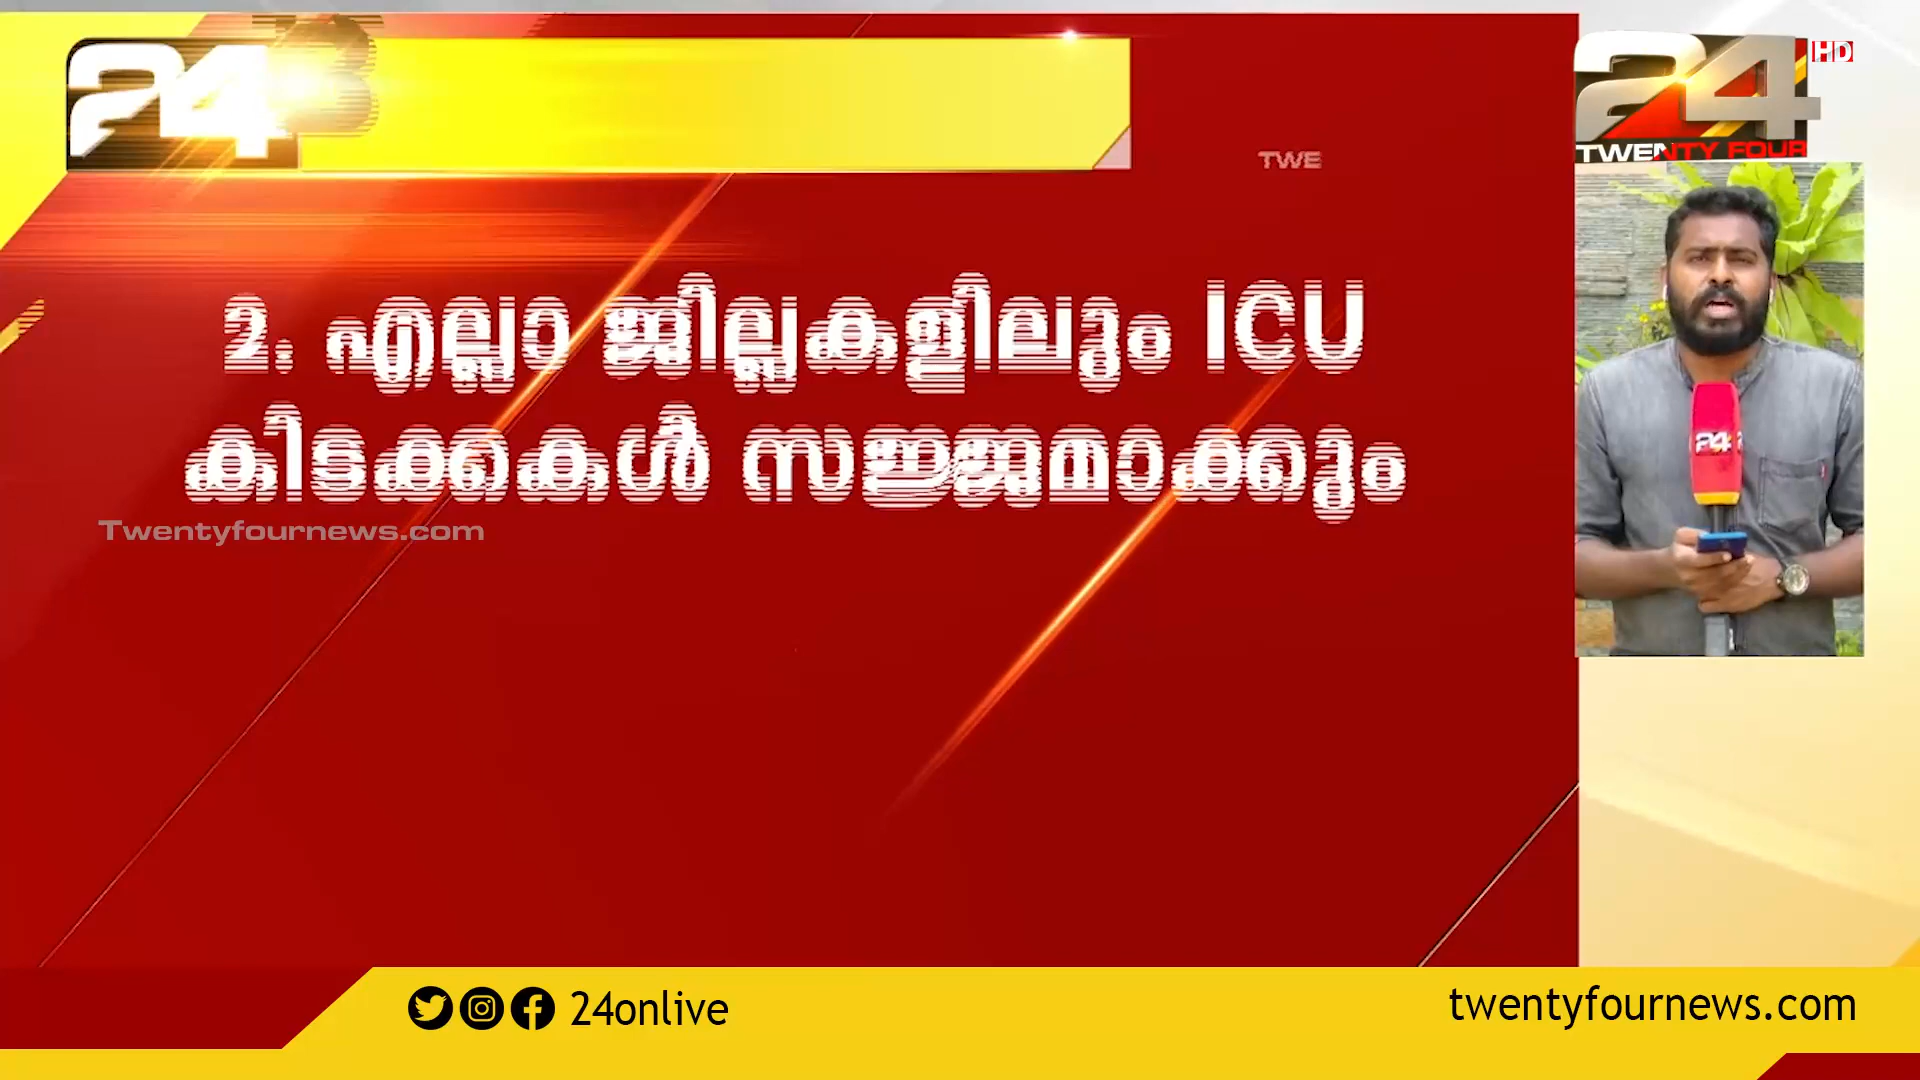 24
24
HD
TWENTY FOUR
TWE
2. എല്ലാ ജില്ലകളിലും ICU
കിടക്കകൾ സജ്ജമാക്കും
24
Twentyfournews.com
24onlive
twentyfournews.com